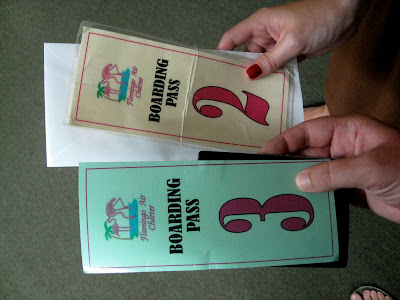 Flamingo Air
Charter
BOARDING
PASS
2
Flamingo Air
Charter
BOARDING
PASS
3